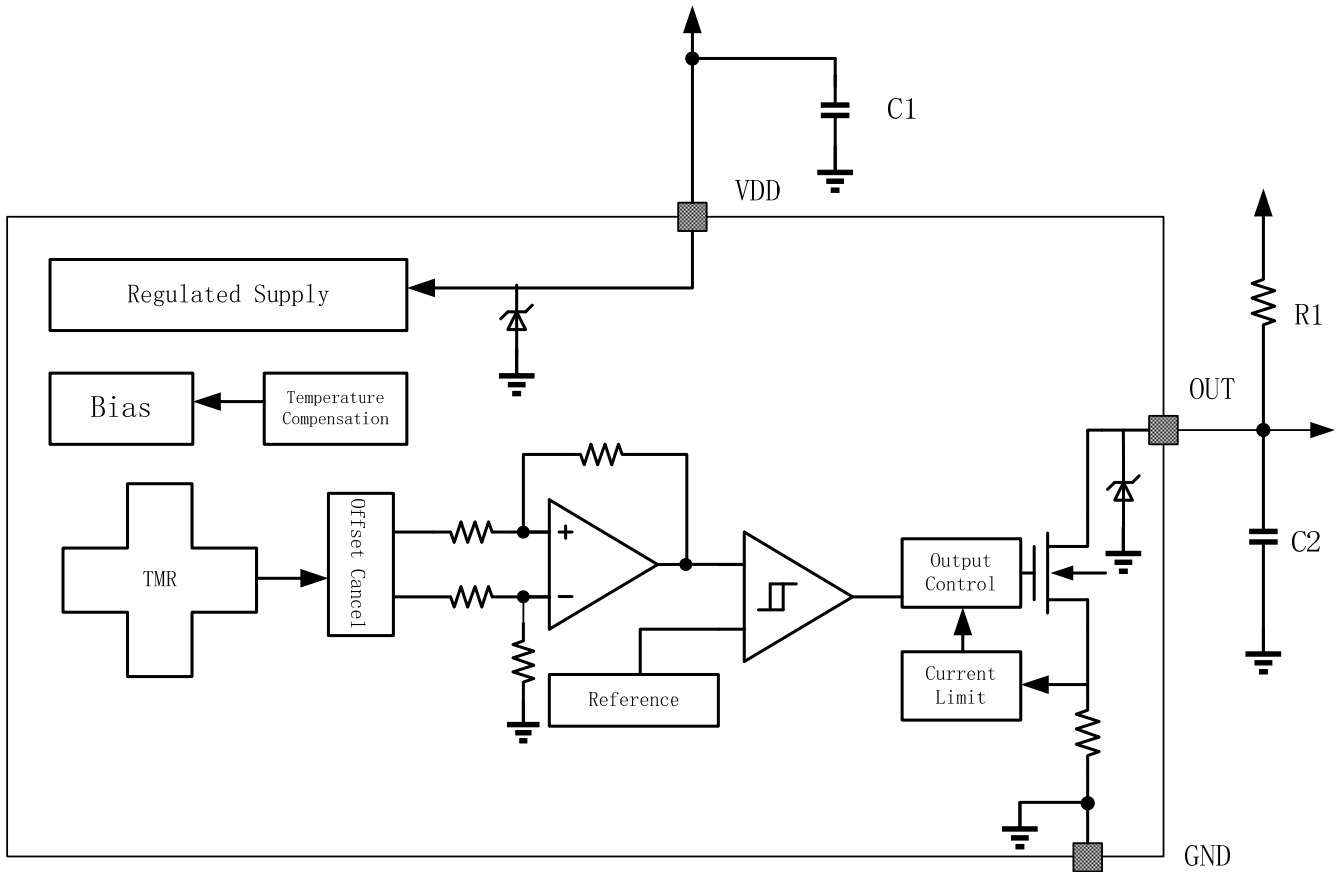 C1
VDD
Regulated Supply
R1
Bias
Temperature
Compensation
OUT
TMR
Offset Cancel
+
−
Output
Control
C2
Reference
Current
Limit
GND